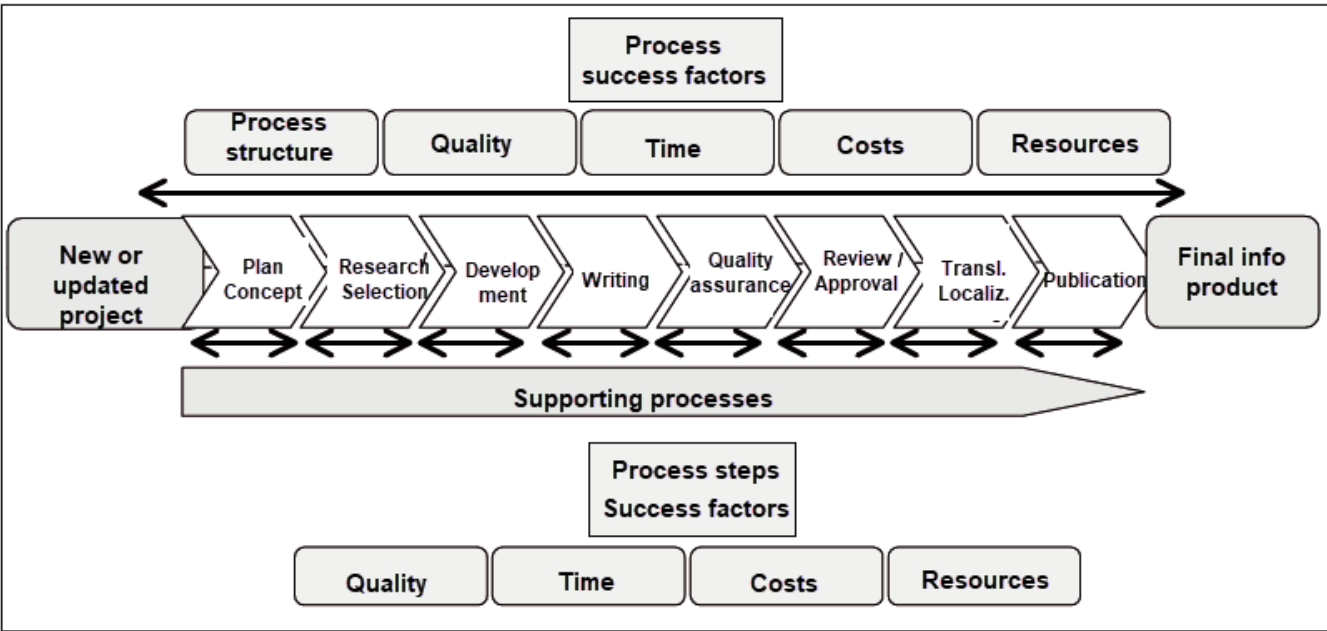 Process
success factors
Process
structure
Quality
Time
Costs
Resources
New or
updated
project
Plan
Concept
Research /
Selection
Develop
ment
Writing
Quality
assurance
Review /
Approval
Transl.
Localiz.
Publication
Final info
product
Supporting processes
Process steps
Success factors
Quality
Time
Costs
Resources